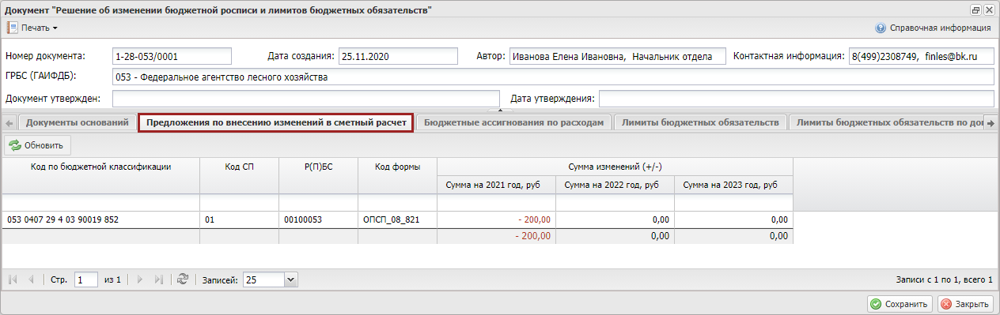 Документ "Решение об изменении бюджетной росписи и лимитов бюджетных обязательств"
Печать Справочная информация
Номер документа: 1-28-053/0001 Дата создания: 25.11.2020 Автор: Иванова Елена Ивановна, Начальник отдела Контактная информация: 8(499)2308749, finles@bk.ru
ГРБС (ГАИФДБ): 053 - Федеральное агентство лесного хозяйства
Документ утвержден: Дата утверждения:
Документы оснований Предложения по внесению изменений в сметный расчет Бюджетные ассигнования по расходам Лимиты бюджетных обязательств Лимиты бюджетных обязательств по до
Обновить
Код по бюджетной классификации Код СП Р(П)БС Код формы Сумма изменений (+/-)
Сумма на 2021 год, руб Сумма на 2022 год, руб Сумма на 2023 год, руб
053 0407 29 4 03 90019 852 01 00100053 ОПСП_08_821 - 200,00 0,00 0,00
- 200,00 0,00 0,00
Стр. 1 из 1 Записей: 25 Записи с 1 по 1, всего 1
Сохранить Закрыть